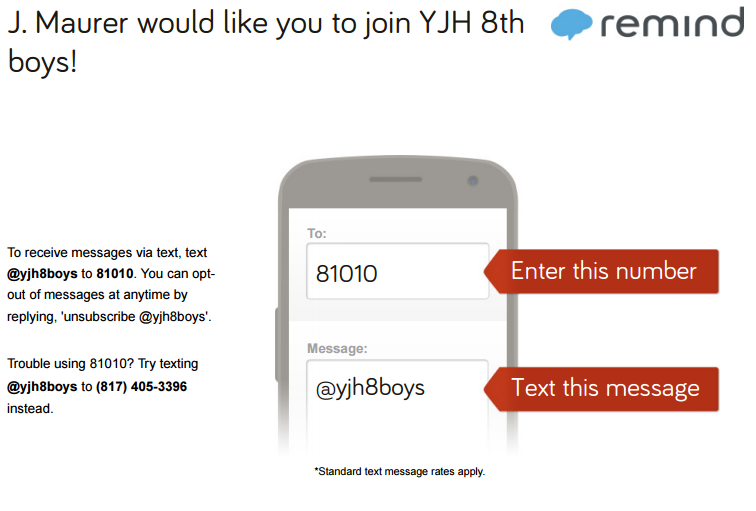 J. Maurer would like you to join YJH 8th
boys!
remind
To receive messages via text, text
@yjh8boys to 81010. You can opt-
out of messages at anytime by
replying, 'unsubscribe @yjh8boys'.
Trouble using 81010? Try texting
@yjh8boys to (817) 405-3396
instead.
To:
81010
Enter this number
Message:
@yjh8boys
Text this message
*Standard text message rates apply.